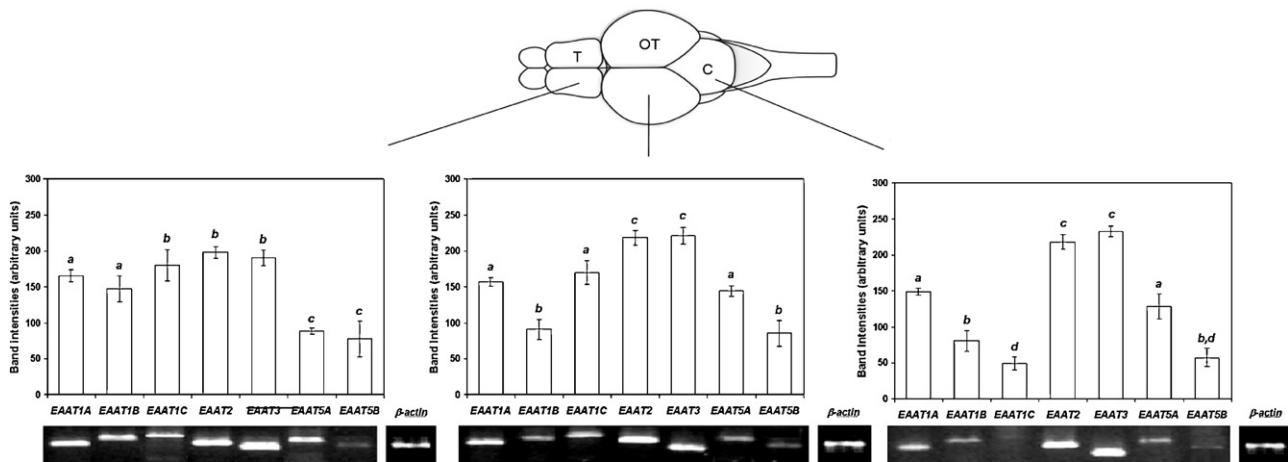 T
OT
C
Band intensities (arbitrary units)
300
250
200
150
100
50
0
a
a
b
b
b
c
c
EAAT1A EAAT1B EAAT1C EAAT2 EAAT3 EAAT5A EAAT5B
β-actin
Band intensities (arbitrary units)
300
250
200
150
100
50
0
a
b
a
c
c
a
b
EAAT1A EAAT1B EAAT1C EAAT2 EAAT3 EAAT5A EAAT5B
β-actin
Band intensities (arbitrary units)
300
250
200
150
100
50
0
a
b
d
c
c
a
b,d
EAAT1A EAAT1B EAAT1C EAAT2 EAAT3 EAAT5A EAAT5B
β-actin